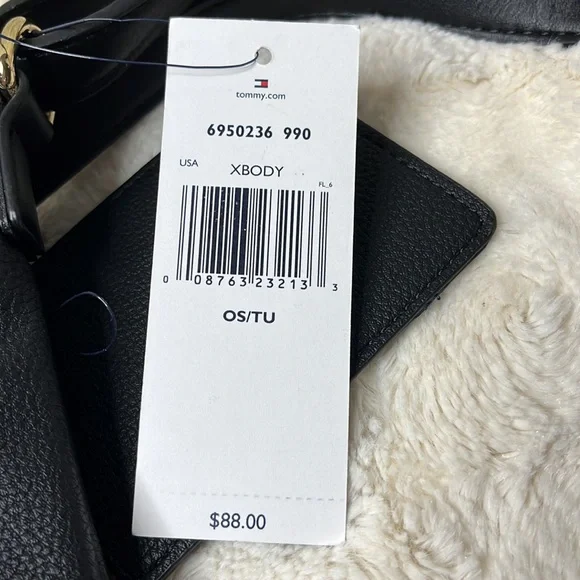 tommy.com
6950236 990
USA XBODY
FL_6
0 08763 23213 3
OS/TU
$88.00